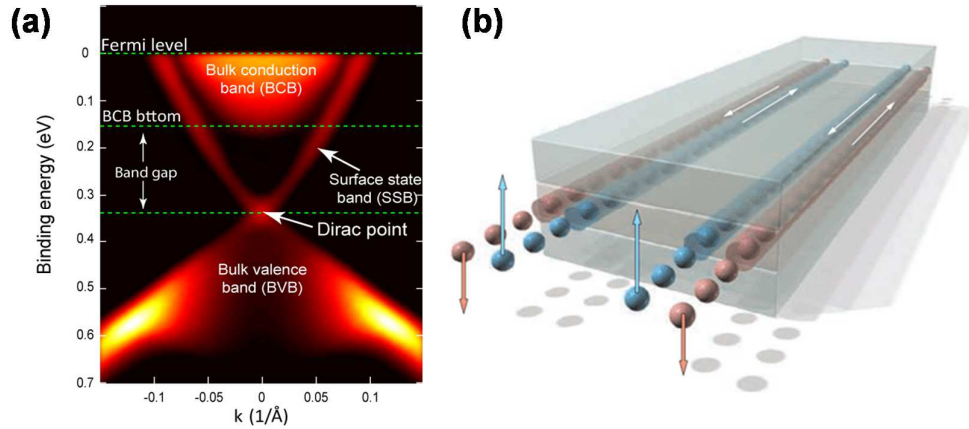 (a)
Fermi level
0
Bulk conduction
band (BCB)
0.1
BCB bttom
0.2
Band gap
Surface state
band (SSB)
0.3
Dirac point
0.4
Bulk valence
band (BVB)
0.5
0.6
0.7
Binding energy (eV)
-0.1
-0.05
0
0.05
0.1
k (1/Å)
(b)